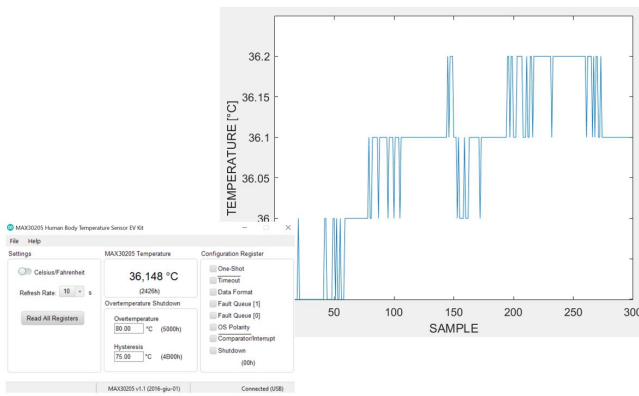 36.2
36.15
36.1
36.05
36
TEMPERATURE [°C]
50
100
150
200
250
300
SAMPLE
MAX30205 Human Body Temperature Sensor EV Kit
File Help
Settings
Celsius/Fahrenheit
Refresh Rate: 10 s
Read All Registers
MAX30205 Temperature
36,148 °C
(2426h)
Overtemperature Shutdown
Overtemperature
80.00 °C (5000h)
Hysteresis
75.00 °C (4B00h)
Configuration Register
One-Shot
Timeout
Data Format
Fault Queue [1]
Fault Queue [0]
OS Polarity
Comparator/Interrupt
Shutdown
(00h)
MAX30205 v1.1 (2016-giu-01)
Connected (USB)